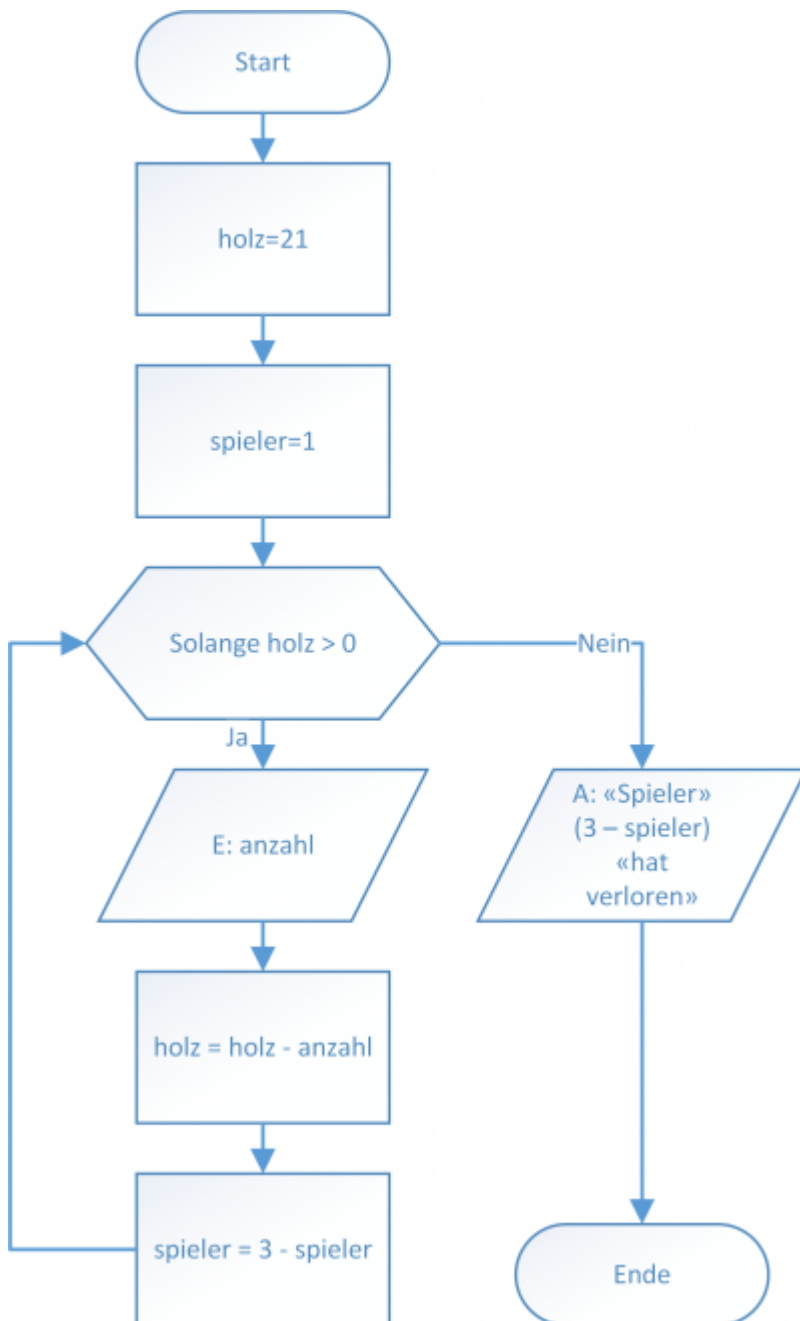 Start
holz=21
spieler=1
Solange holz > 0
Nein
Ja
E: anzahl
A: «Spieler»
(3 – spieler)
«hat
verloren»
holz = holz - anzahl
spieler = 3 - spieler
Ende